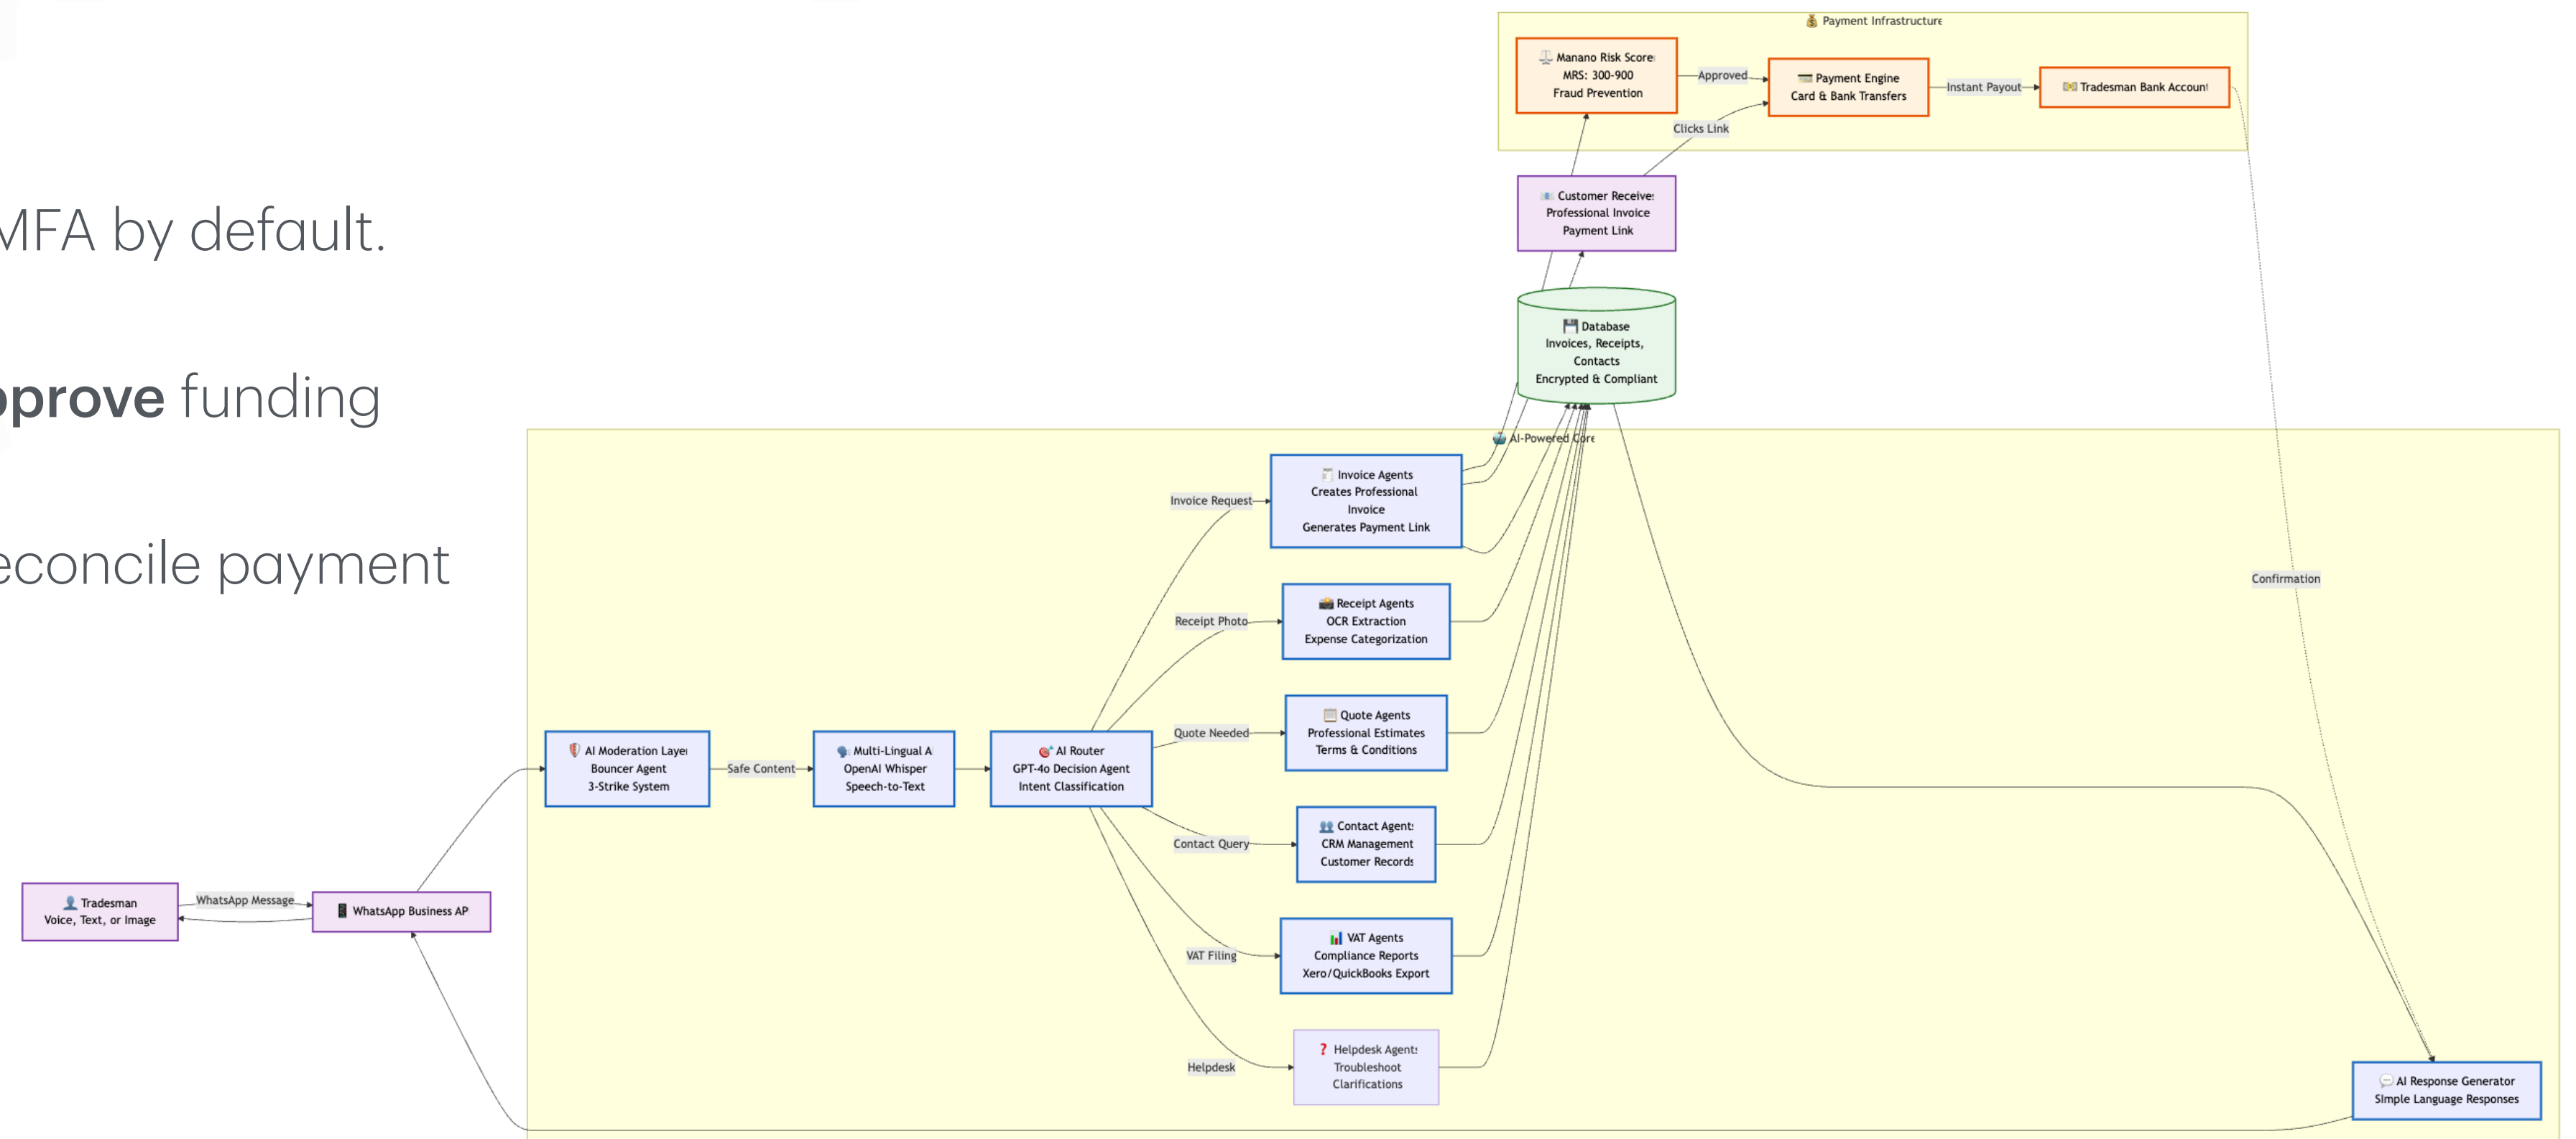 💰 Payment Infrastructure
Manano Risk Score
MRS: 300-900
Fraud Prevention
Approved
Payment Engine
Card & Bank Transfers
Instant Payout
Tradesman Bank Account
Clicks Link
Customer Receives
Professional Invoice
Payment Link
MFA by default.
Database
Invoices, Receipts,
Contacts
Encrypted & Compliant
pprove funding
econcile payment
AI-Powered Core
Invoice Agents
Creates Professional
Invoice
Generates Payment Link
Invoice Request
Receipt Agents
OCR Extraction
Expense Categorization
Receipt Photo
Confirmation
Quote Agents
Professional Estimates
Terms & Conditions
Quote Needed
AI Moderation Layer
Bouncer Agent
3-Strike System
Safe Content
Multi-Lingual A
OpenAI Whisper
Speech-to-Text
AI Router
GPT-4o Decision Agent
Intent Classification
Contact Agents
CRM Management
Customer Records
Contact Query
Tradesman
Voice, Text, or Image
WhatsApp Message
WhatsApp Business AP
VAT Agents
Compliance Reports
Xero/QuickBooks Export
VAT Filing
Helpdesk Agents
Troubleshoot
Clarifications
Helpdesk
AI Response Generator
SImple Language Responses